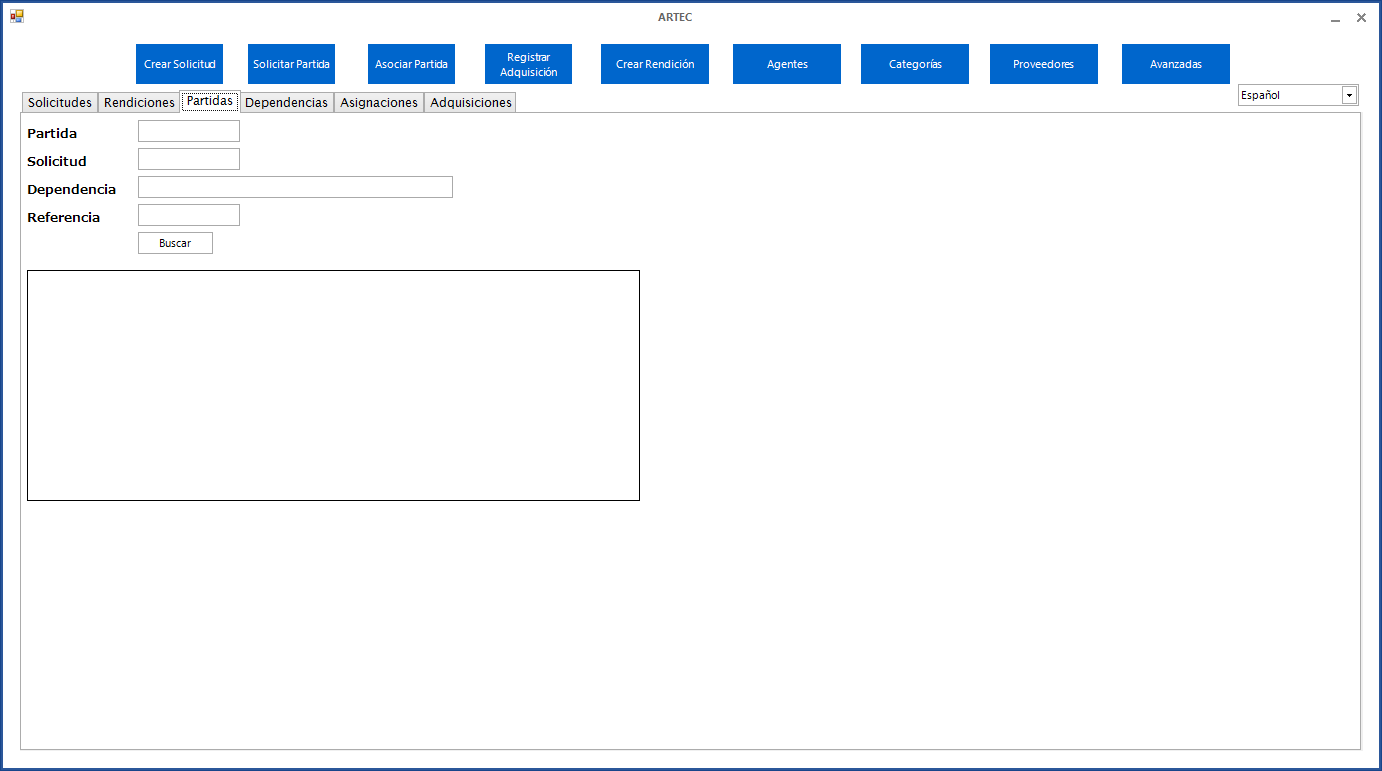 ARTEC
Crear Solicitud
Solicitar Partida
Asociar Partida
Registrar
Adquisición
Crear Rendición
Agentes
Categorías
Proveedores
Avanzadas
Español
Solicitudes
Rendiciones
Partidas
Dependencias
Asignaciones
Adquisiciones
Partida
Solicitud
Dependencia
Referencia
Buscar